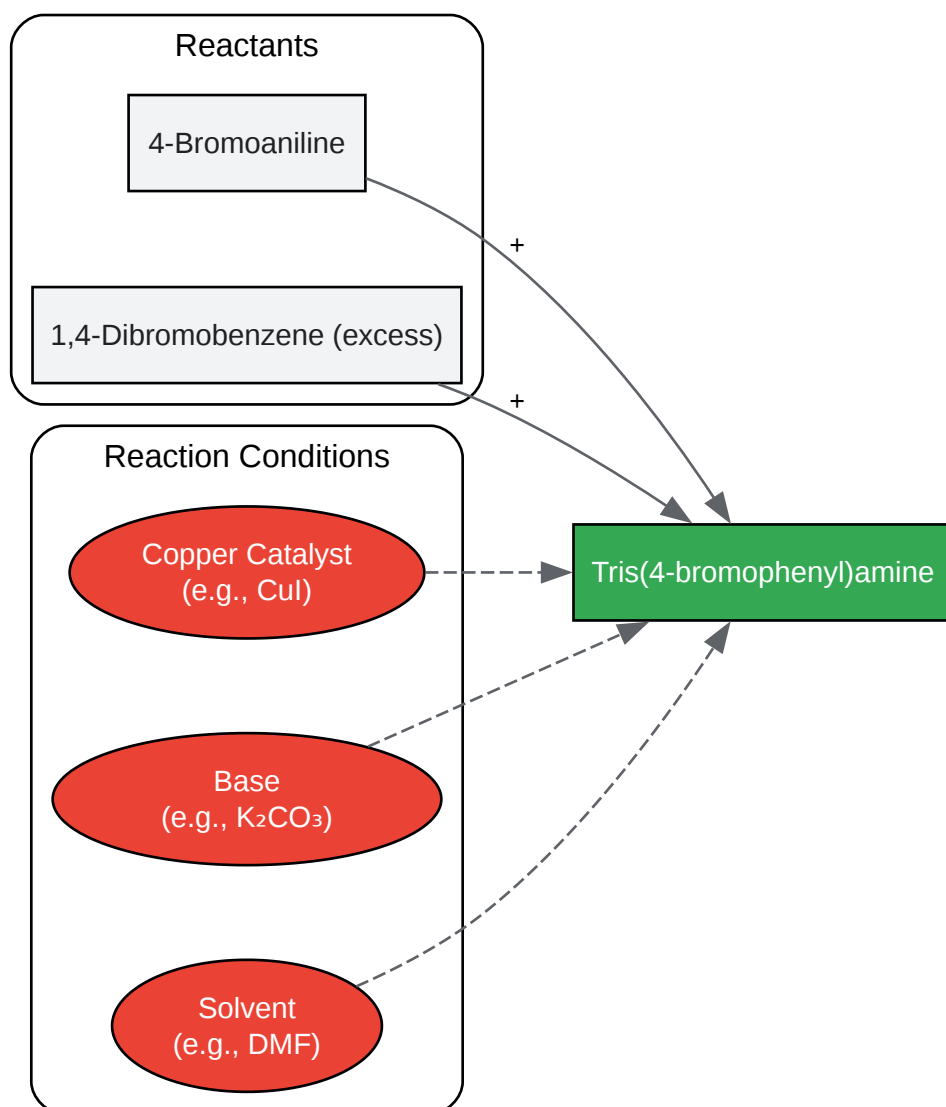 Reactants
4-Bromoaniline
+
1,4-Dibromobenzene (excess)
+
Reaction Conditions
Copper Catalyst
(e.g., CuI)
Tris(4-bromophenyl)amine
Base
(e.g., K₂CO₃)
Solvent
(e.g., DMF)